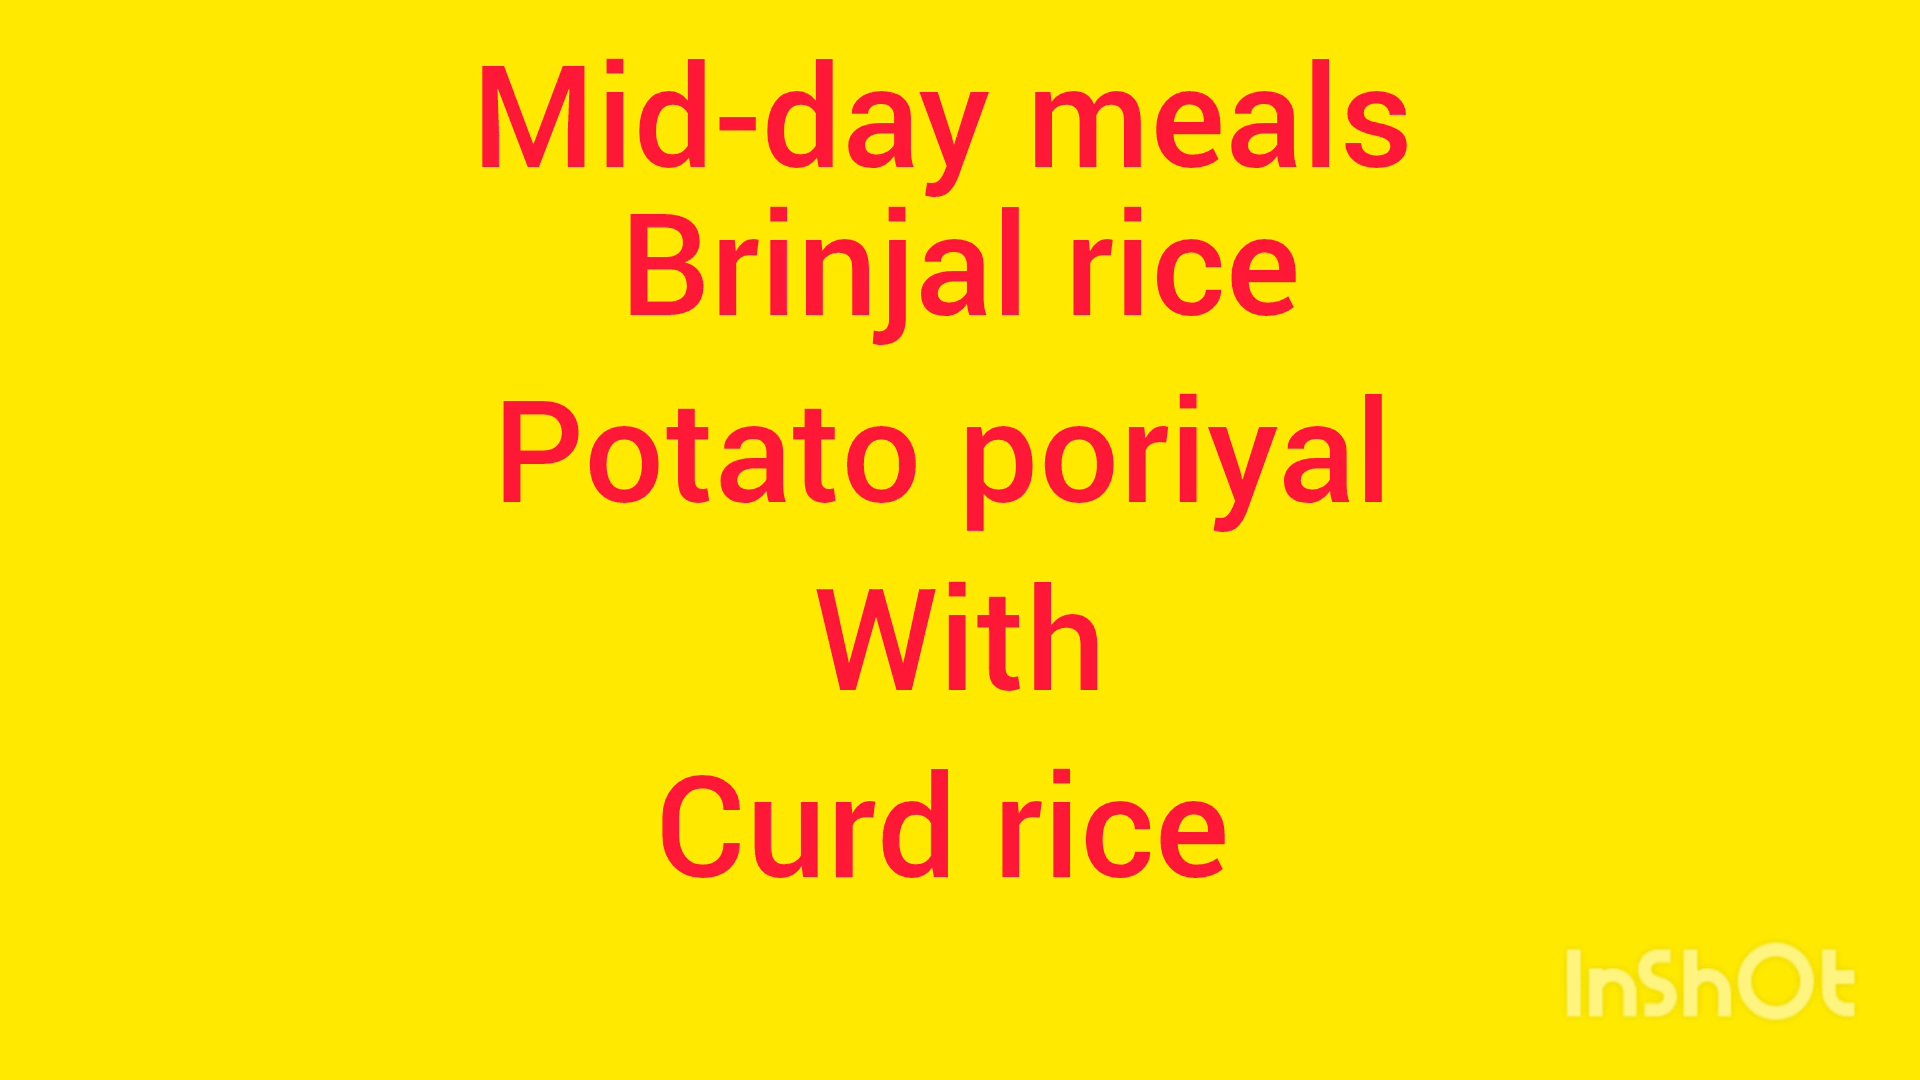 Mid-day meals
Brinjal rice
Potato poriyal
With
Curd rice
InShOt